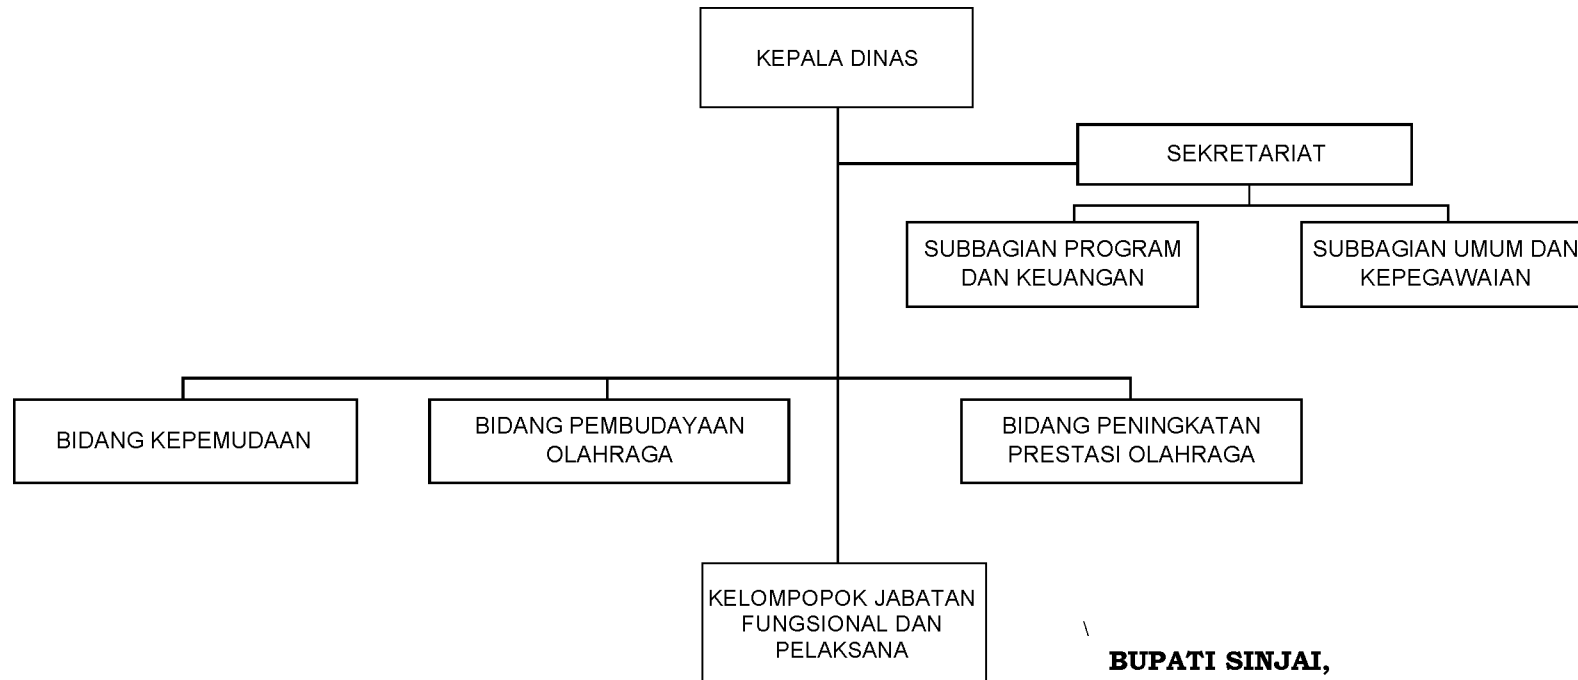 KEPALA DINAS
SEKRETARIAT
SUBBAGIAN PROGRAM
DAN KEUANGAN
SUBBAGIAN UMUM DAN
KEPEGAWAIAN
BIDANG KEPEMUDAAN
BIDANG PEMBUDAYAAN
OLAHRAGA
BIDANG PENINGKATAN
PRESTASI OLAHRAGA
KELOMPOPOK JABATAN
FUNGSIONAL DAN
PELAKSANA
\
BUPATI SINJAI,